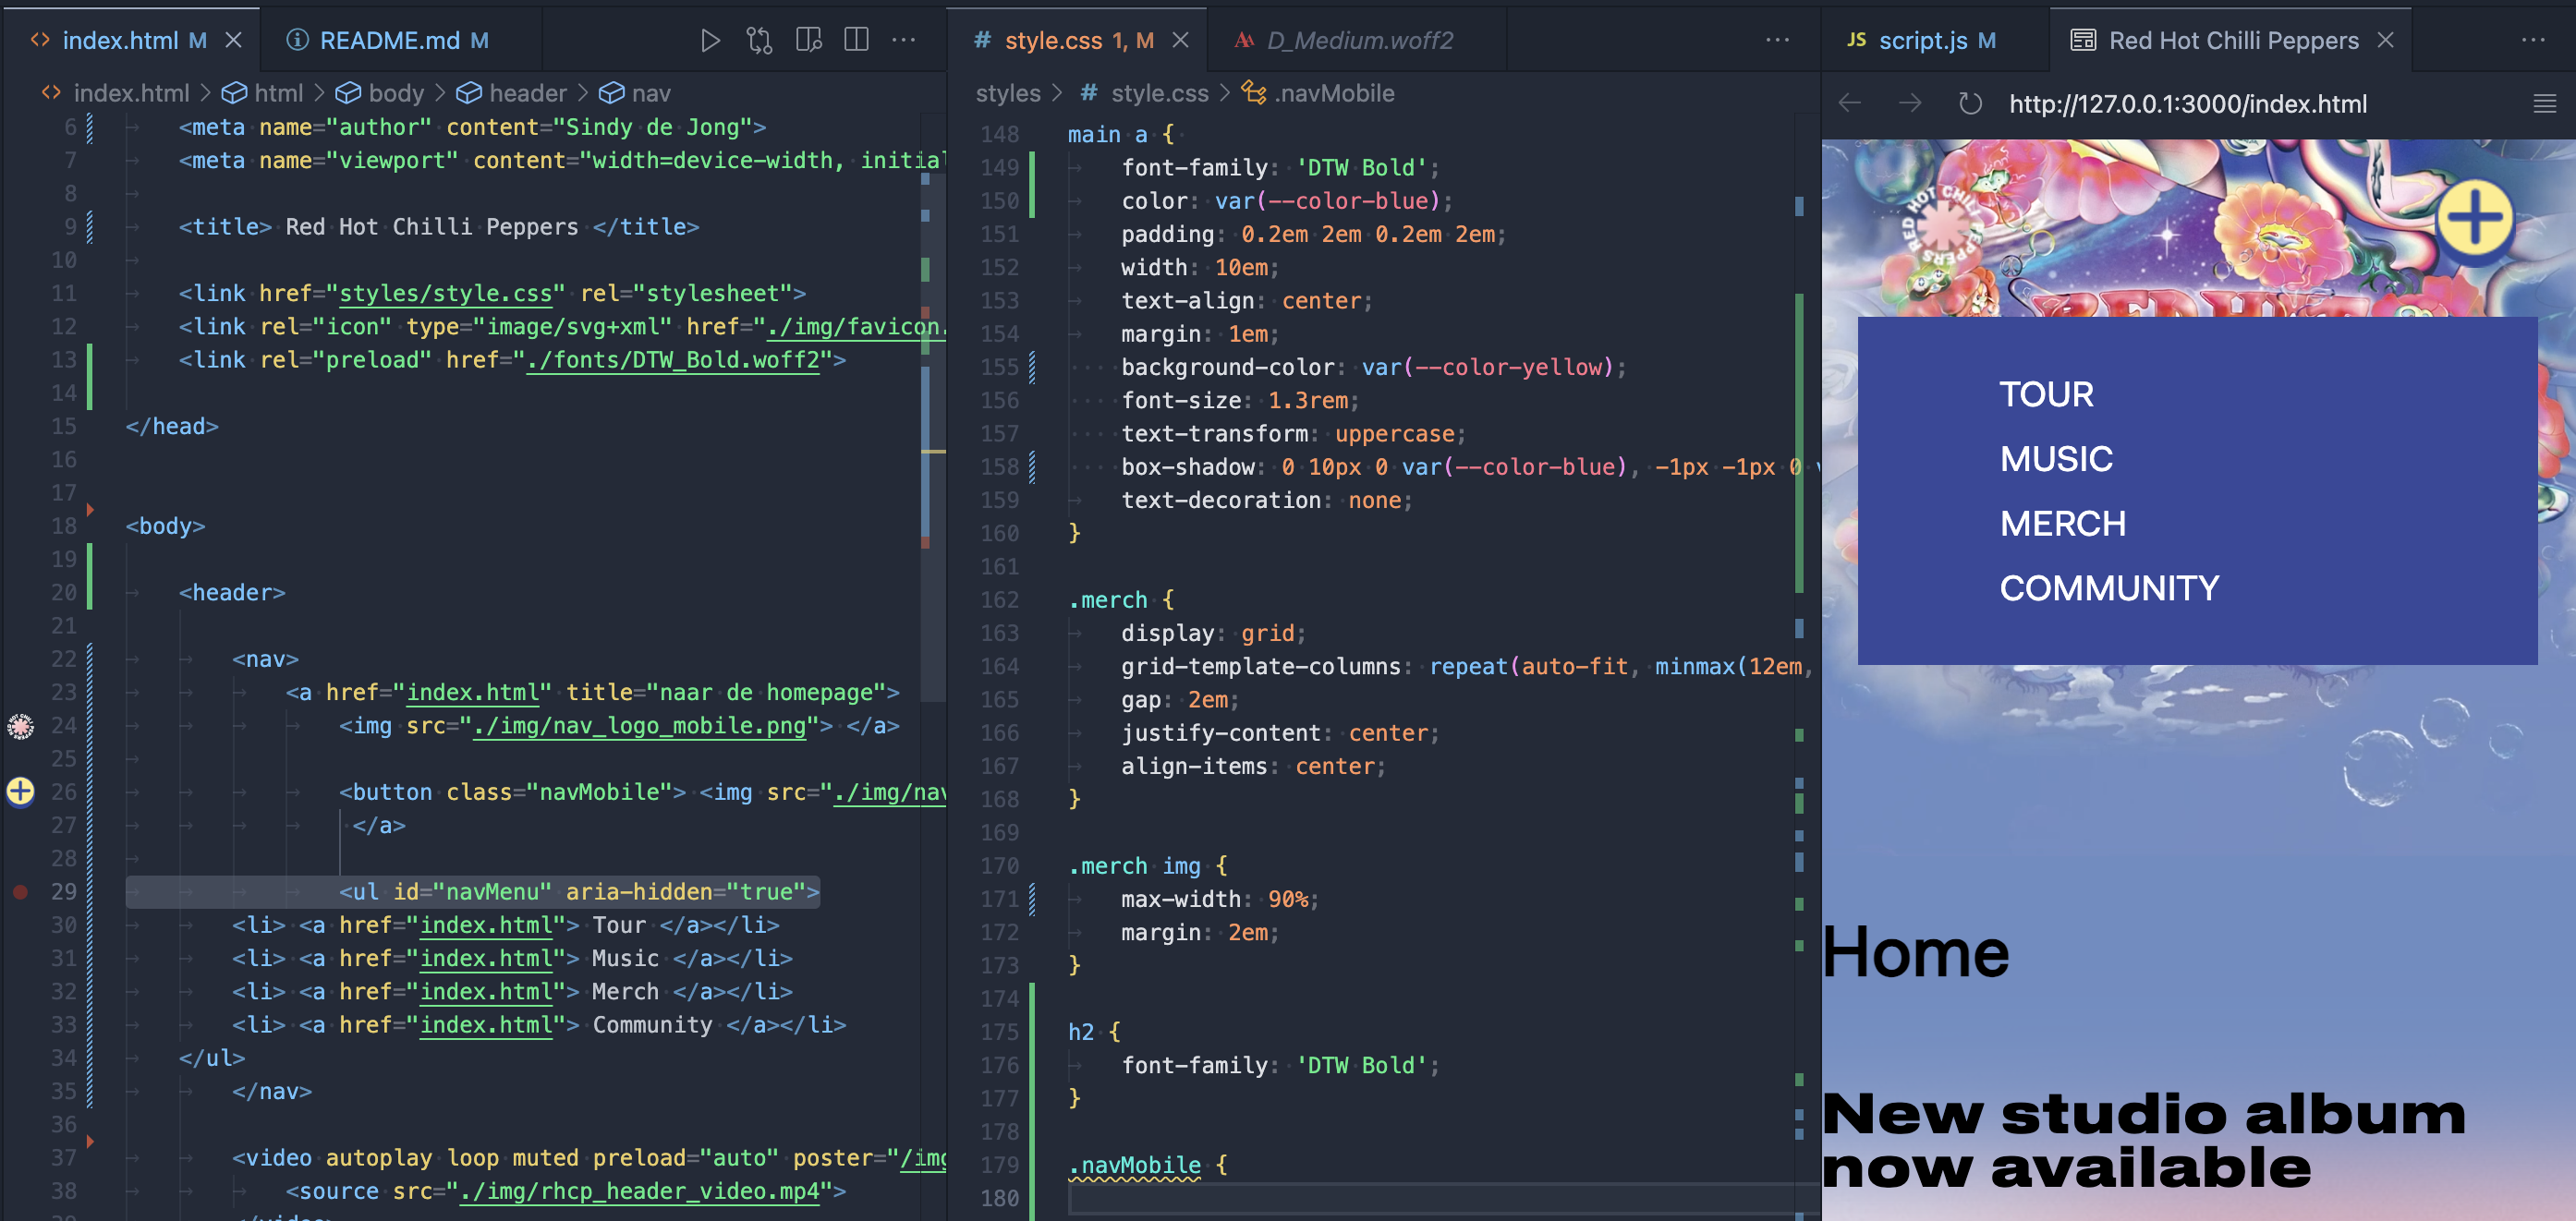 index.html M
README.md M
index.html > html > body > header > nav
6 <meta name="author" content="Sindy de Jong">
7 <meta name="viewport" content="width=device-width, initial
8
9 <title> Red Hot Chilli Peppers </title>
10
11 <link href="styles/style.css" rel="stylesheet">
12 <link rel="icon" type="image/svg+xml" href="./img/favicon.
13 <link rel="preload" href="./fonts/DTW_Bold.woff2">
14
15 </head>
16
17
18 <body>
19
20 <header>
21
22 <nav>
23 <a href="index.html" title="naar de homepage">
24 <img src="./img/nav_logo_mobile.png"> </a>
25
26 <button class="navMobile"> <img src="./img/nav
27 </a>
28
29 <ul id="navMenu" aria-hidden="true">
30 <li> <a href="index.html"> Tour </a></li>
31 <li> <a href="index.html"> Music </a></li>
32 <li> <a href="index.html"> Merch </a></li>
33 <li> <a href="index.html"> Community </a></li>
34 </ul>
35 </nav>
36
37 <video autoplay loop muted preload="auto" poster="/img
38 <source src="./img/rhcp_header_video.mp4">
# style.css 1, M
D_Medium.woff2
styles > # style.css > .navMobile
148 main a {
149 font-family: 'DTW Bold';
150 color: var(--color-blue);
151 padding: 0.2em 2em 0.2em 2em;
152 width: 10em;
153 text-align: center;
154 margin: 1em;
155 background-color: var(--color-yellow);
156 font-size: 1.3rem;
157 text-transform: uppercase;
158 box-shadow: 0 10px 0 var(--color-blue), -1px -1px 0 v
159 text-decoration: none;
160 }
161
162 .merch {
163 display: grid;
164 grid-template-columns: repeat(auto-fit, minmax(12em,
165 gap: 2em;
166 justify-content: center;
167 align-items: center;
168 }
169
170 .merch img {
171 max-width: 90%;
172 margin: 2em;
173 }
174
175 h2 {
176 font-family: 'DTW Bold';
177 }
178
179 .navMobile {
180
JS script.js M
Red Hot Chilli Peppers
http://127.0.0.1:3000/index.html
RED HOT
TOUR
MUSIC
MERCH
COMMUNITY
Home
New studio album
now available